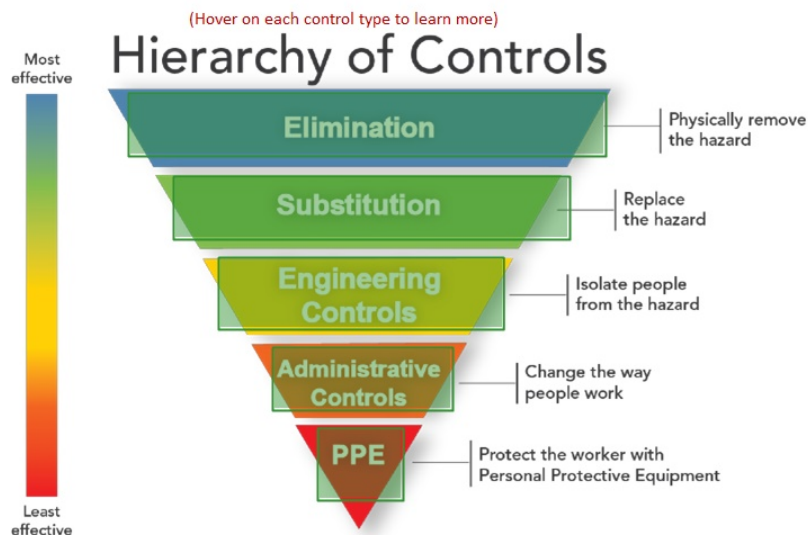 (Hover on each control type to learn more)
Hierarchy of Controls
Most
effective
Elimination
Physically remove
the hazard
Substitution
Replace
the hazard
Engineering
Controls
Isolate people
from the hazard
Administrative
Controls
Change the way
people work
PPE
Protect the worker with
Personal Protective Equipment
Least
effective